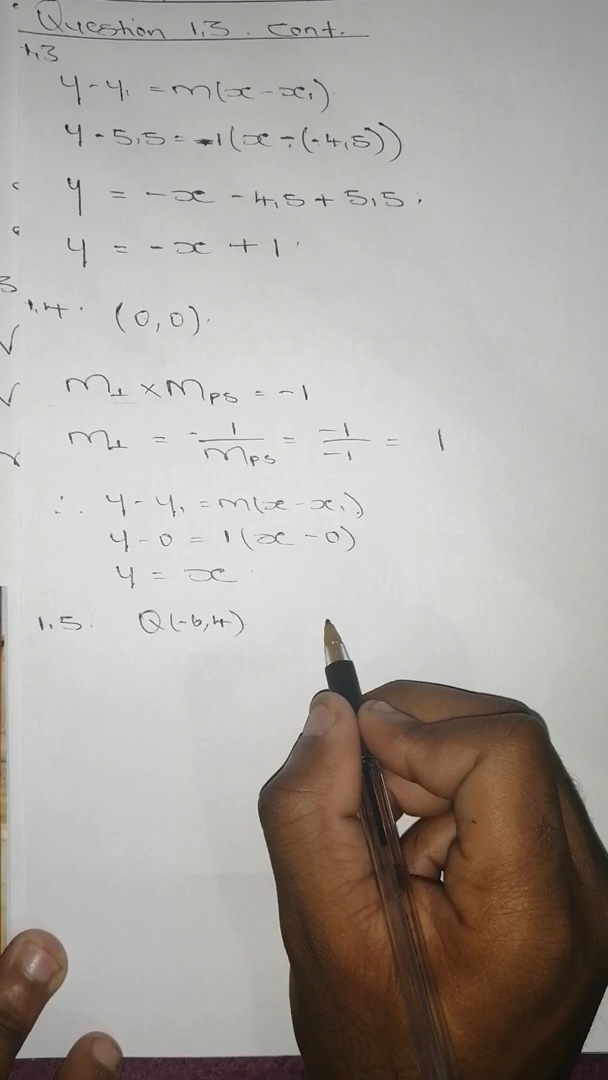 Question 1.3. cont.
1.3
y - y₁ = m(x - x₁)
y - 5,5 = -1(x - (-4,5))
y = -x - 4,5 + 5,5.
y = -x + 1.
1.4. (0,0).
m⊥ × mPS = -1
m⊥ = -1/mPS = -1/-1 = 1
∴ y - y₁ = m(x - x₁)
y - 0 = 1(x - 0)
y = x
1.5. Q(-6,4)